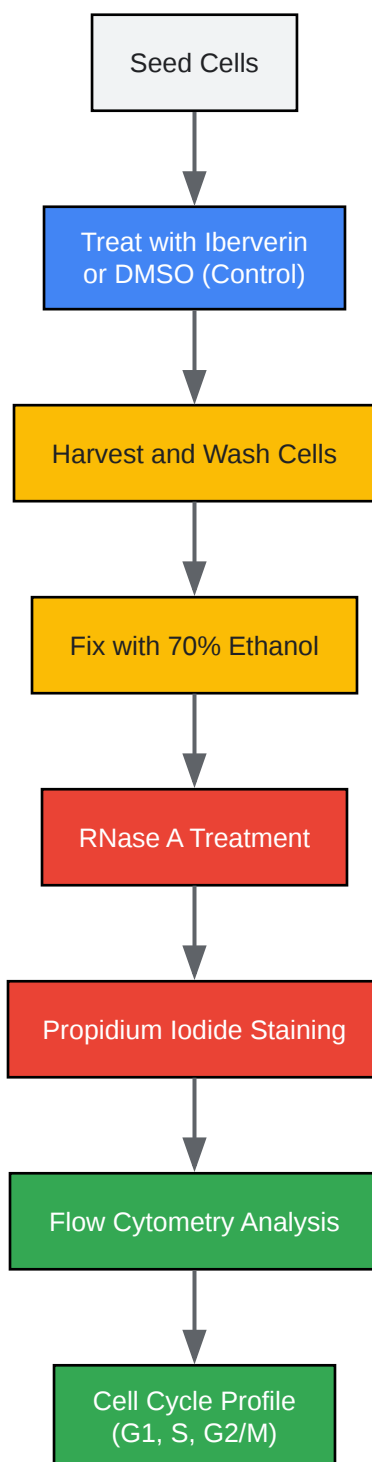 Seed Cells
Treat with Iberverin
or DMSO (Control)
Harvest and Wash Cells
Fix with 70% Ethanol
RNase A Treatment
Propidium Iodide Staining
Flow Cytometry Analysis
Cell Cycle Profile
(G1, S, G2/M)